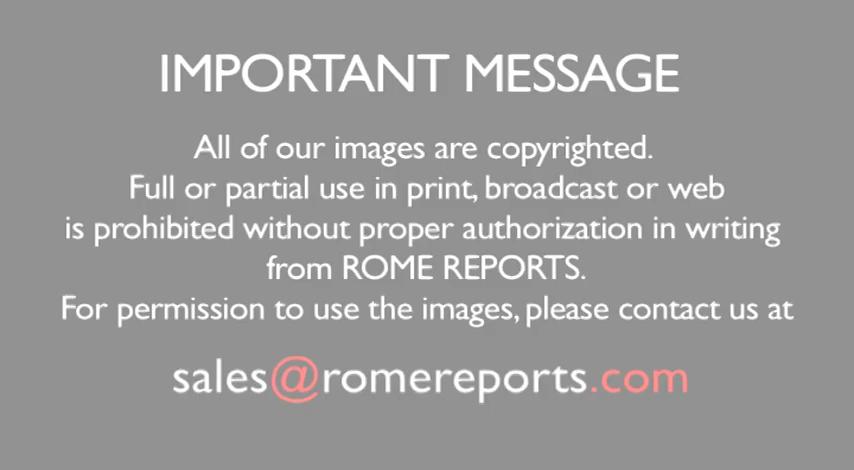 IMPORTANT MESSAGE
All of our images are copyrighted.
Full or partial use in print, broadcast or web
is prohibited without proper authorization in writing
from ROME REPORTS.
For permission to use the images, please contact us at
sales@romereports.com